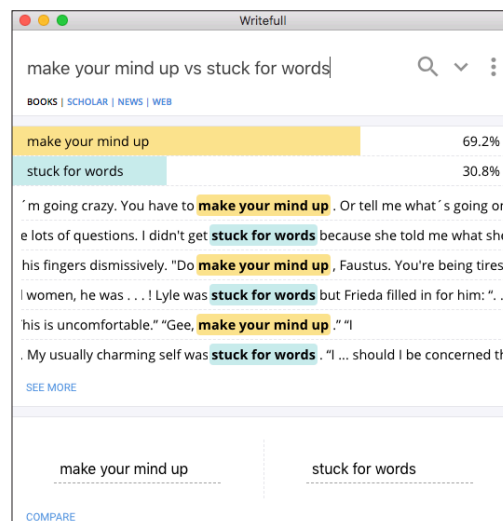 Writefull
make your mind up vs stuck for words
BOOKS | SCHOLAR | NEWS | WEB
make your mind up 69.2%
stuck for words 30.8%
´m going crazy. You have to make your mind up . Or tell me what´s going on
e lots of questions. I didn't get stuck for words because she told me what she
his fingers dismissively. "Do make your mind up , Faustus. You're being tires
l women, he was . . . ! Lyle was stuck for words but Frieda filled in for him: “. .
his is uncomfortable.” “Gee, make your mind up .” “I
. My usually charming self was stuck for words . “I ... should I be concerned th
SEE MORE
make your mind up stuck for words
COMPARE